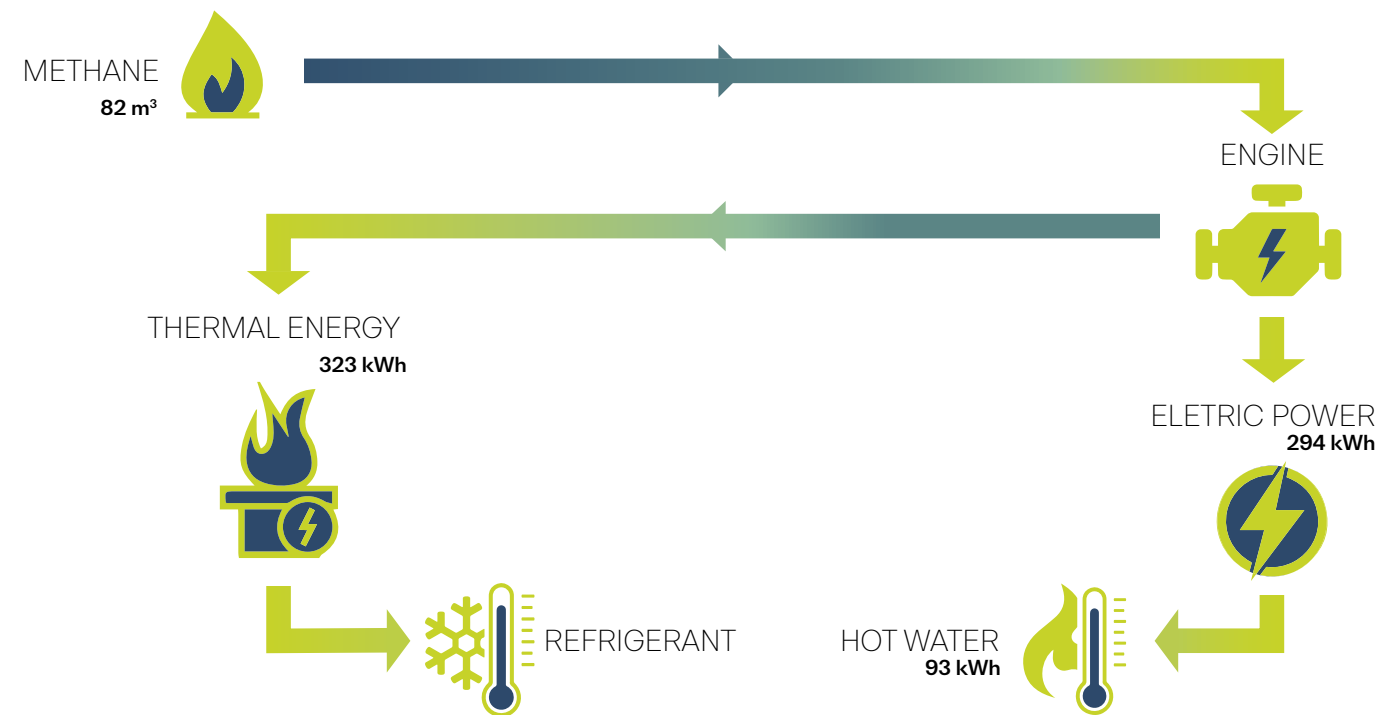 METHANE
82 m³
ENGINE
THERMAL ENERGY
323 kWh
ELETRIC POWER
294 kWh
REFRIGERANT
HOT WATER
93 kWh